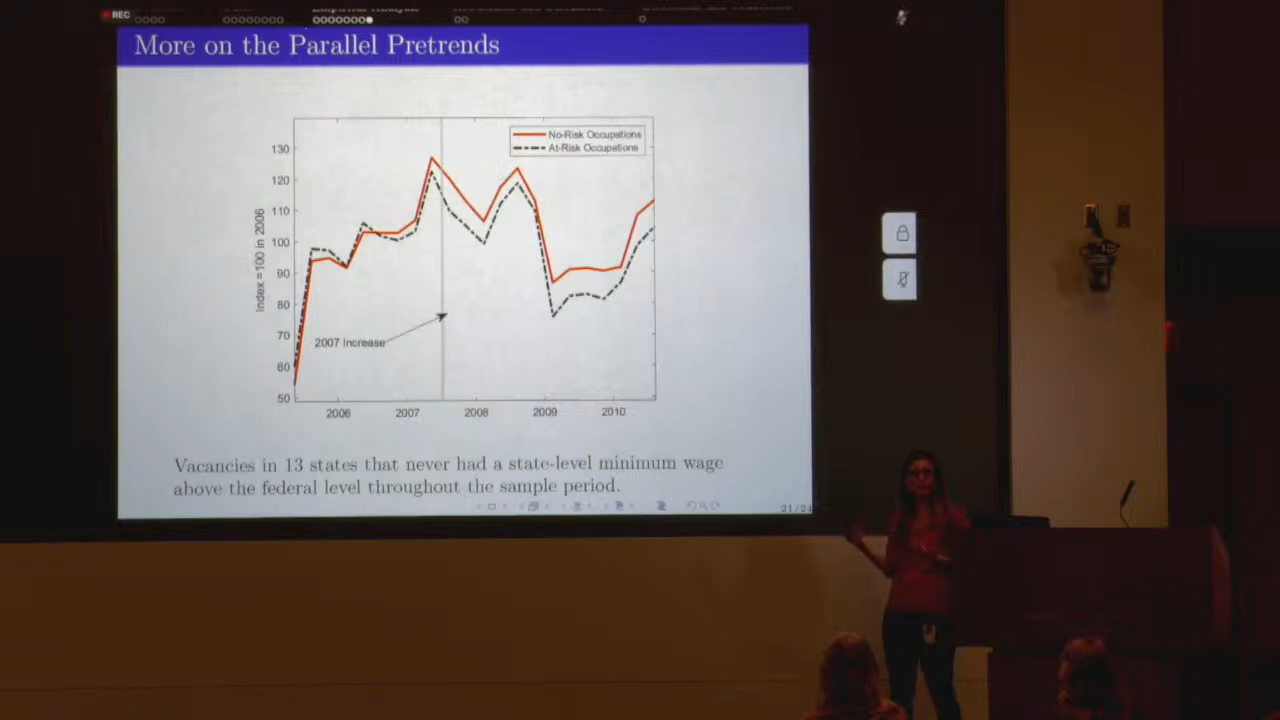 REC
More on the Parallel Pretrends
No-Risk Occupations
At-Risk Occupations
130
120
110
100
90
80
70
60
50
Index =100 in 2006
2007 Increase
2006 2007 2008 2009 2010
Vacancies in 13 states that never had a state-level minimum wage
above the federal level throughout the sample period.
21/24